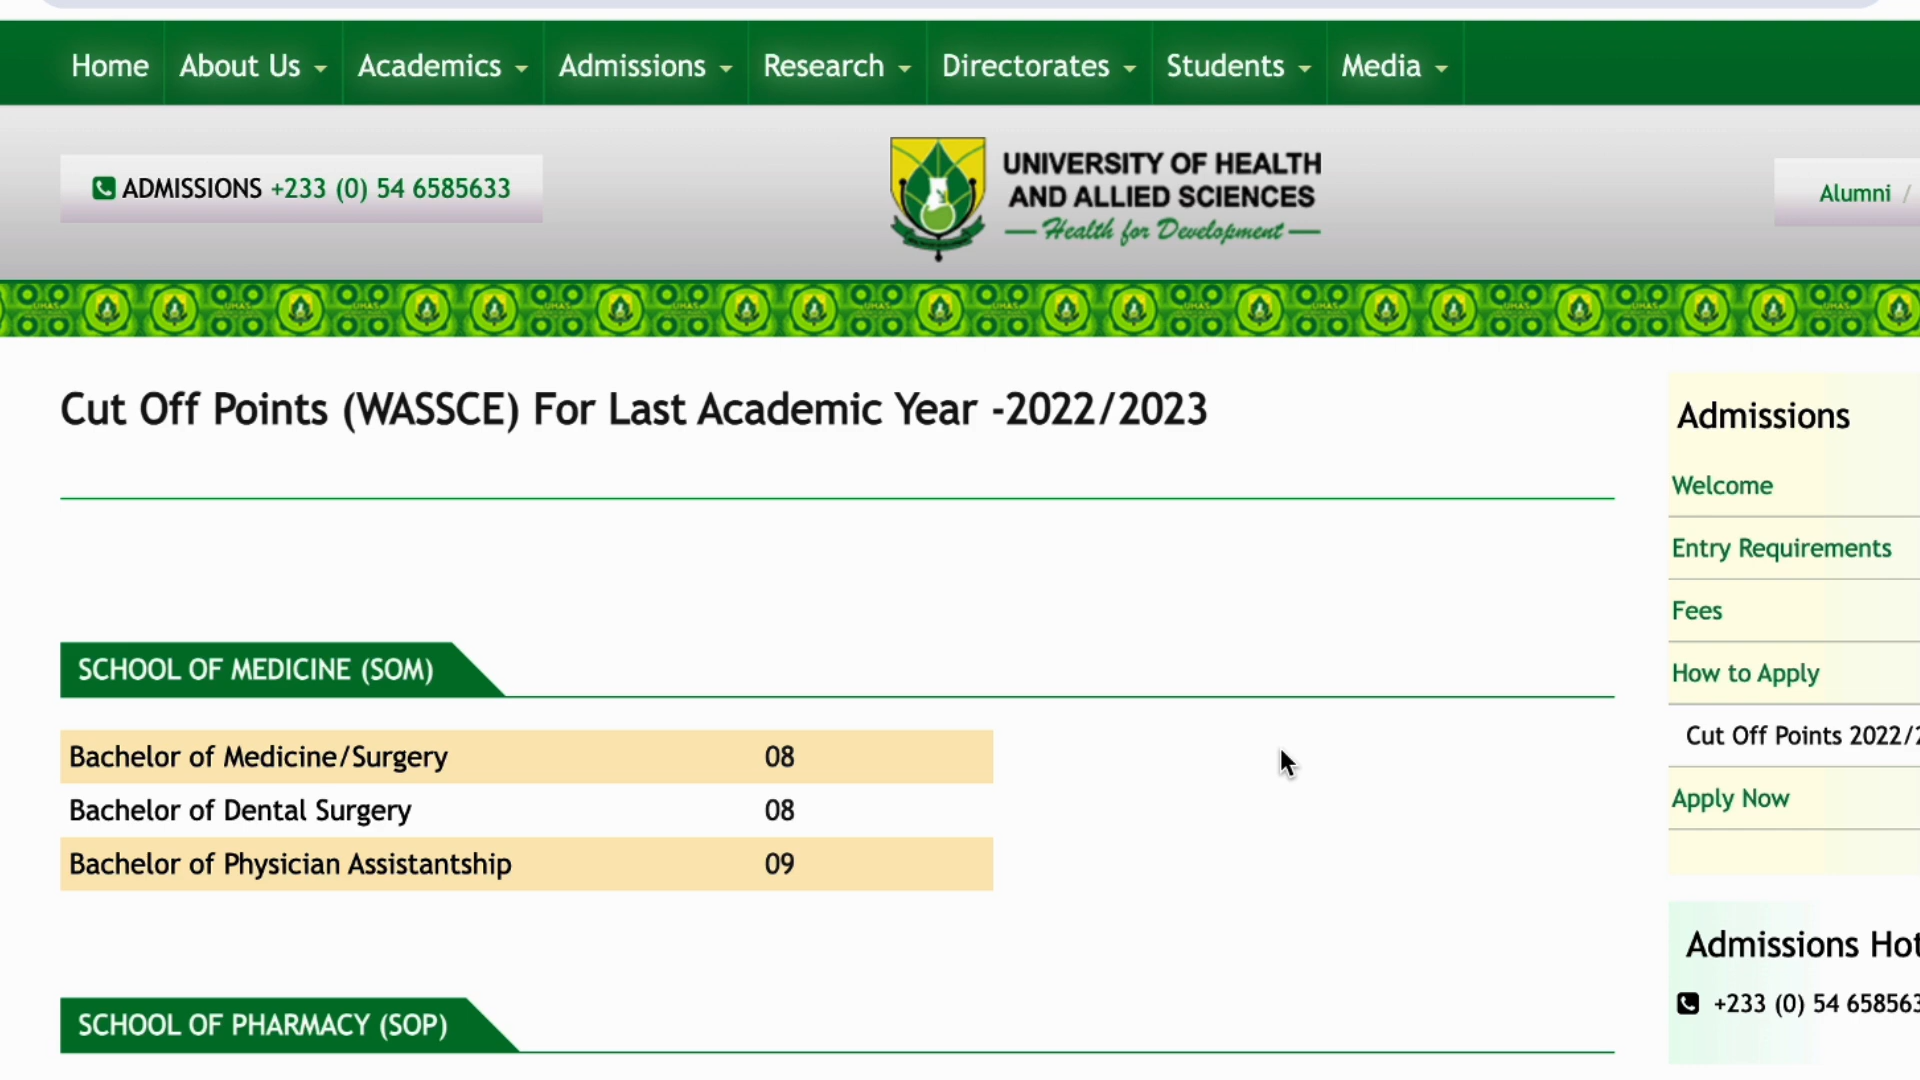 Home About Us Academics Admissions Research Directorates Students Media
ADMISSIONS +233 (0) 54 6585633
UNIVERSITY OF HEALTH
AND ALLIED SCIENCES
Health for Development
Alumni /
Cut Off Points (WASSCE) For Last Academic Year -2022/2023
SCHOOL OF MEDICINE (SOM)
Bachelor of Medicine/Surgery 08
Bachelor of Dental Surgery 08
Bachelor of Physician Assistantship 09
SCHOOL OF PHARMACY (SOP)
Admissions
Welcome
Entry Requirements
Fees
How to Apply
Cut Off Points 2022/2
Apply Now
Admissions Hot
+233 (0) 54 658563